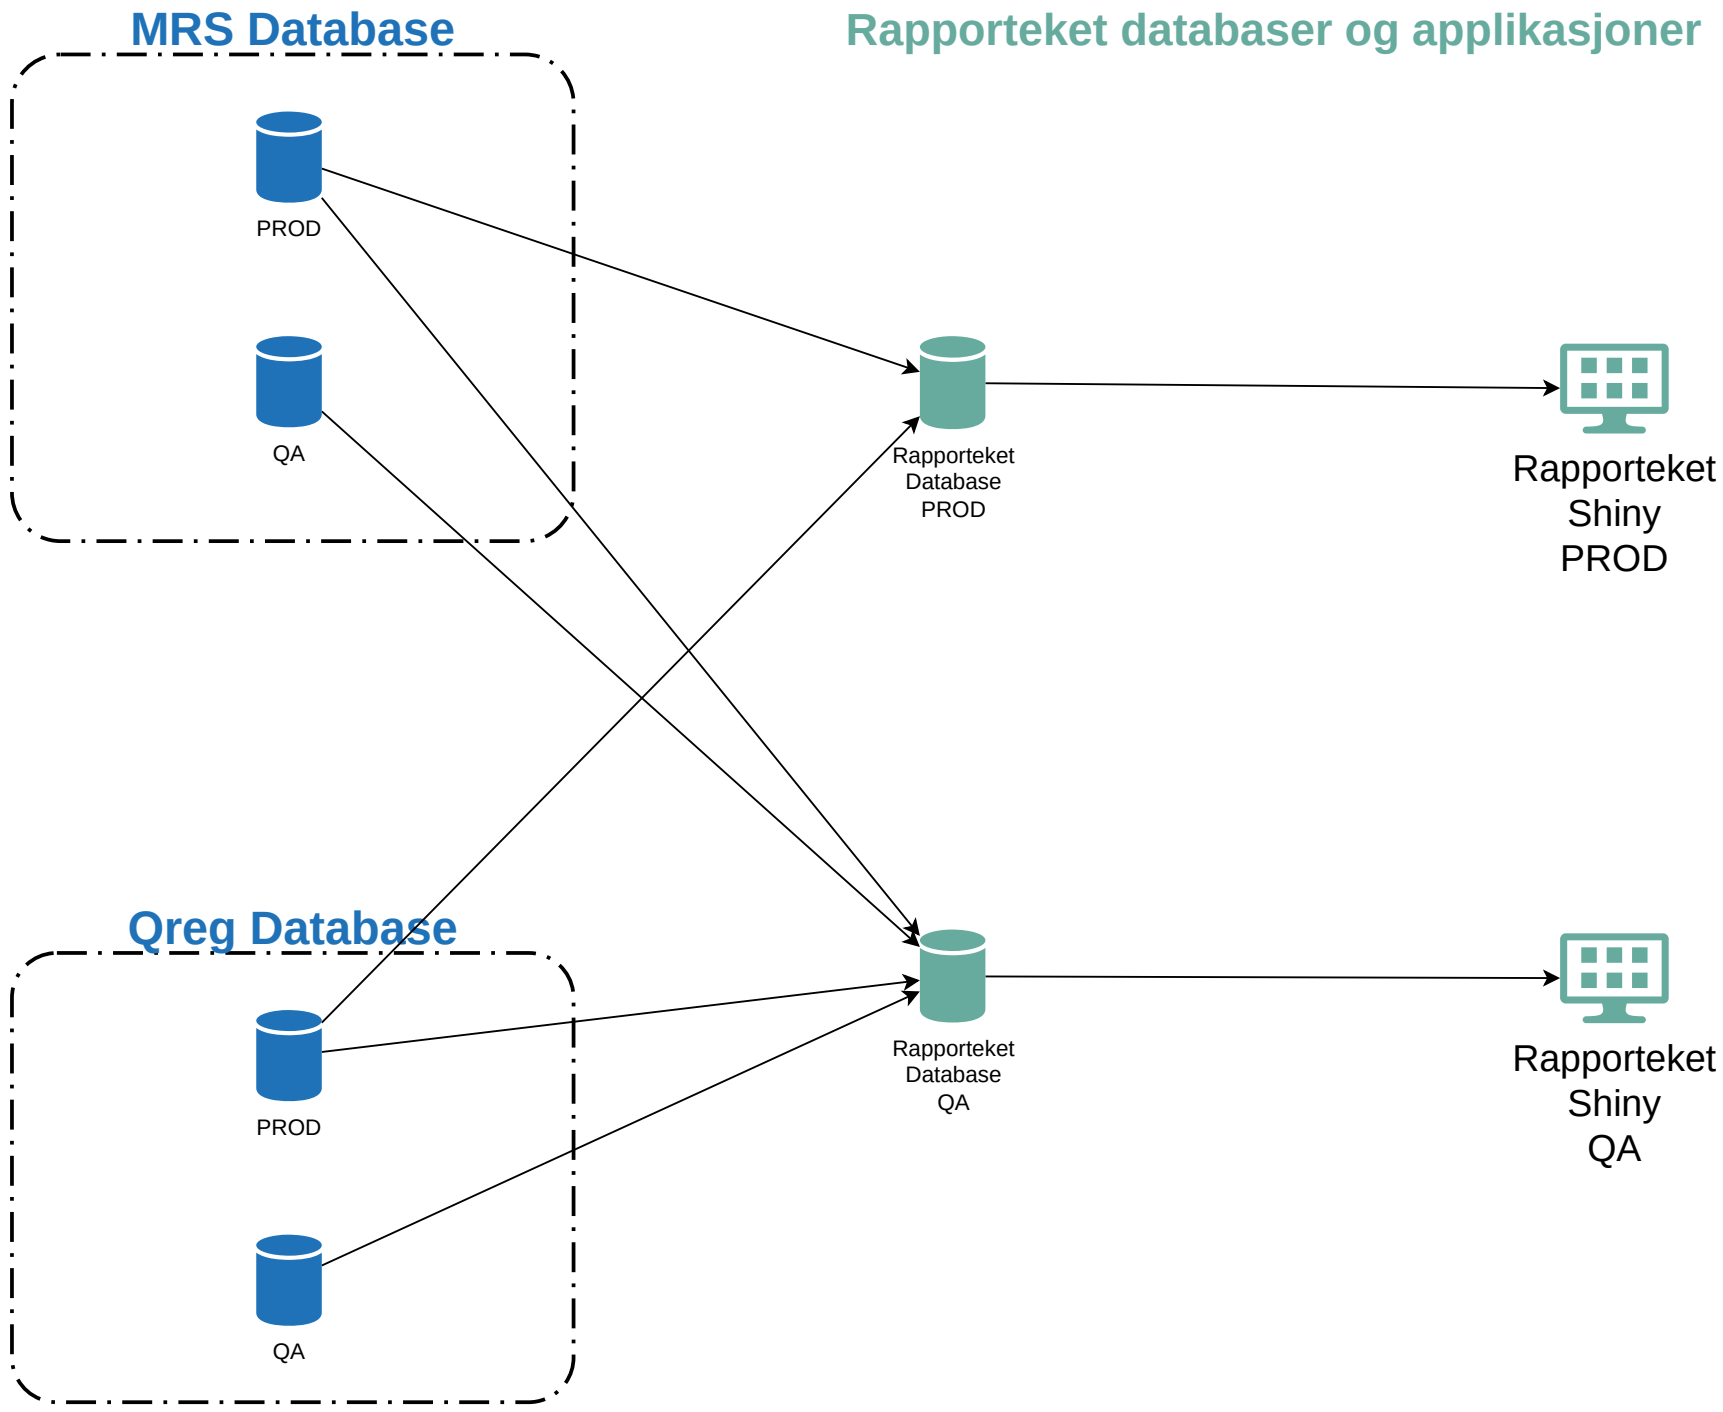 MRS Database
Rapporteket databaser og applikasjoner
PROD
QA
Rapporteket
Database
PROD
Rapporteket
Shiny
PROD
Qreg Database
PROD
QA
Rapporteket
Database
QA
Rapporteket
Shiny
QA